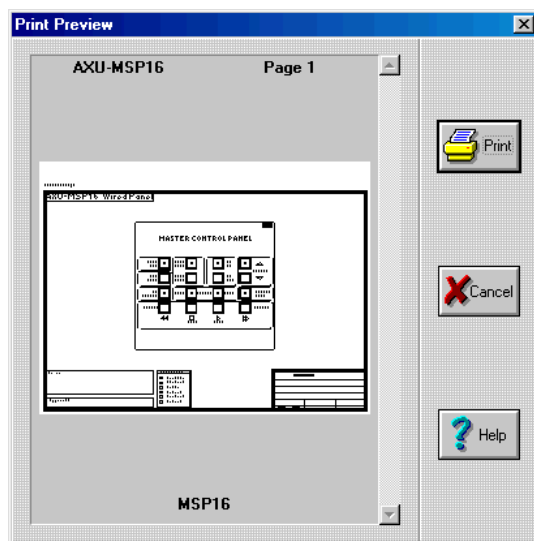 Print Preview
AXU-MSP16 Page 1
Print
AXU-MSP16 Wired Panel
MASTER CONTROL PANEL
Cancel
Help
MSP16